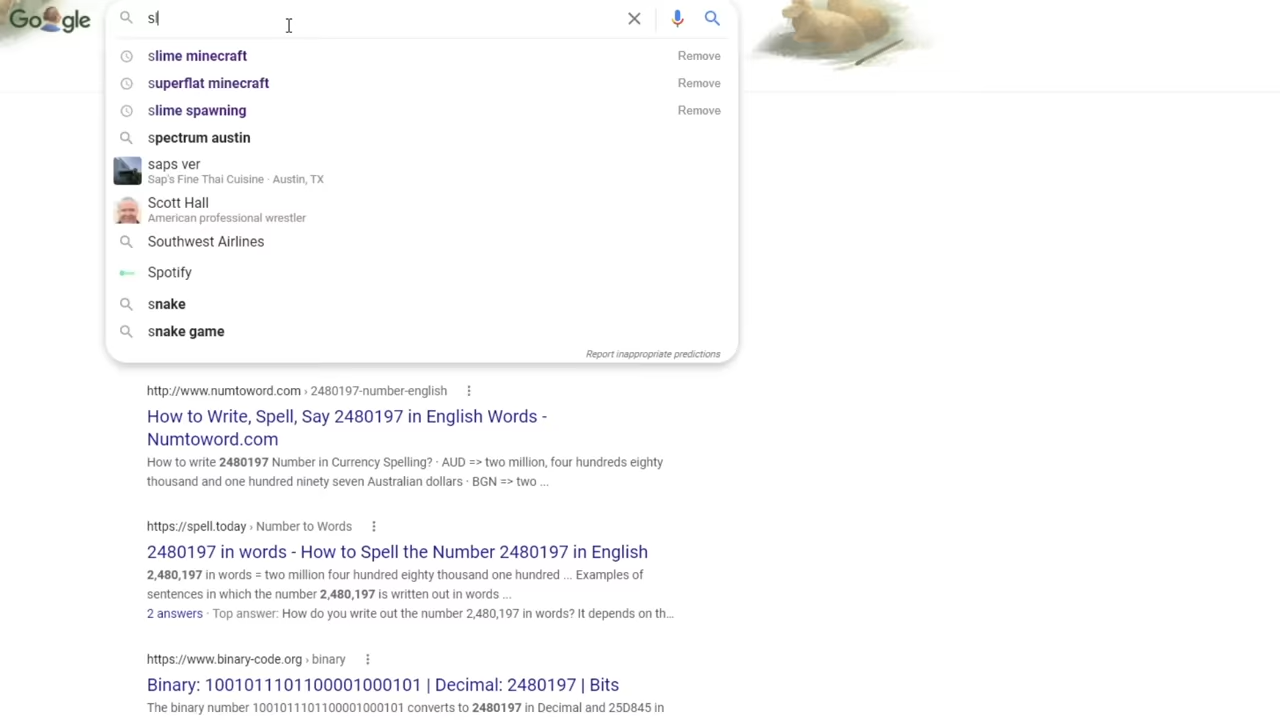 Google
sl
slime minecraft Remove
superflat minecraft Remove
slime spawning Remove
spectrum austin
saps ver
Sap's Fine Thai Cuisine · Austin, TX
Scott Hall
American professional wrestler
Southwest Airlines
Spotify
snake
snake game
Report inappropriate predictions
http://www.numtoword.com › 2480197-number-english
How to Write, Spell, Say 2480197 in English Words -
Numtoword.com
How to write 2480197 Number in Currency Spelling? · AUD => two million, four hundreds eighty
thousand and one hundred ninety seven Australian dollars · BGN => two ...
https://spell.today › Number to Words
2480197 in words - How to Spell the Number 2480197 in English
2,480,197 in words = two million four hundred eighty thousand one hundred ... Examples of
sentences in which the number 2,480,197 is written out in words ...
2 answers · Top answer: How do you write out the number 2,480,197 in words? It depends on th...
https://www.binary-code.org › binary
Binary: 1001011101100001000101 | Decimal: 2480197 | Bits
The binary number 1001011101100001000101 converts to 2480197 in Decimal and 25D845 in